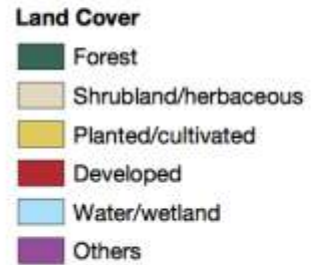 Land Cover
Forest
Shrubland/herbaceous
Planted/cultivated
Developed
Water/wetland
Others